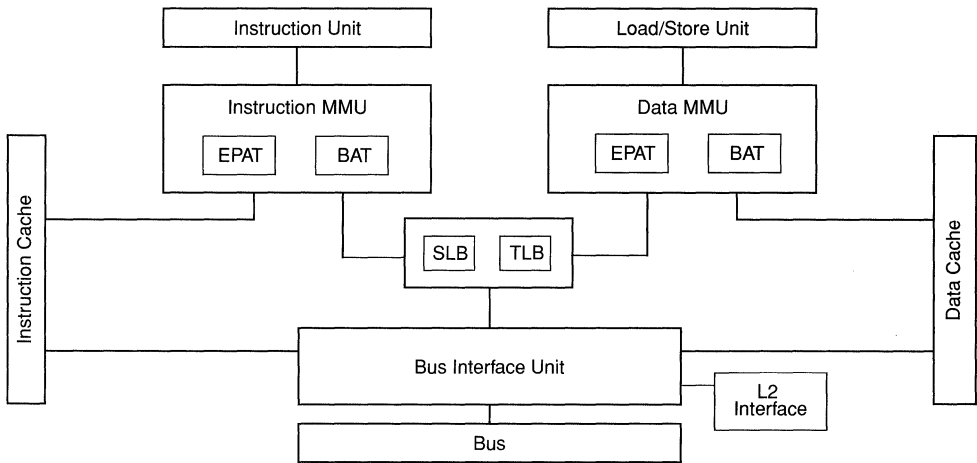 Instruction Unit
Load/Store Unit
Instruction MMU
EPAT
BAT
Data MMU
EPAT
BAT
Instruction Cache
SLB
TLB
Data Cache
Bus Interface Unit
L2
Interface
Bus